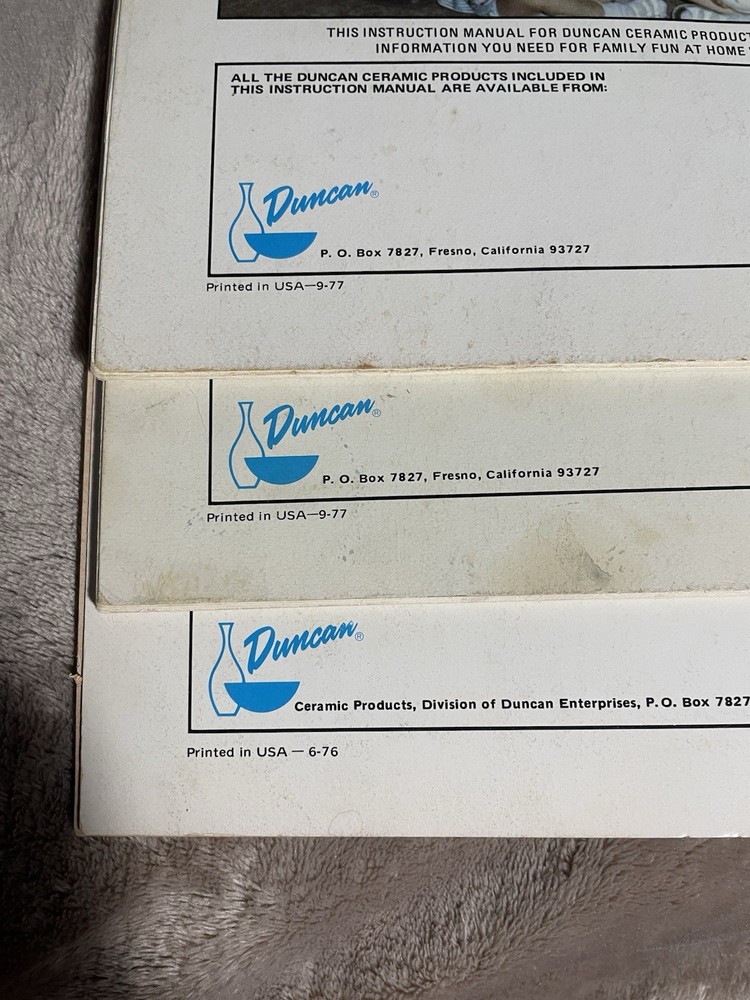 THIS INSTRUCTION MANUAL FOR DUNCAN CERAMIC PRODUCT
INFORMATION YOU NEED FOR FAMILY FUN AT HOME
ALL THE DUNCAN CERAMIC PRODUCTS INCLUDED IN
THIS INSTRUCTION MANUAL ARE AVAILABLE FROM:
Duncan®
P. O. Box 7827, Fresno, California 93727
Printed in USA—9-77
Duncan®
P. O. Box 7827, Fresno, California 93727
Printed in USA—9-77
Duncan®
Ceramic Products, Division of Duncan Enterprises, P. O. Box 7827
Printed in USA — 6-76